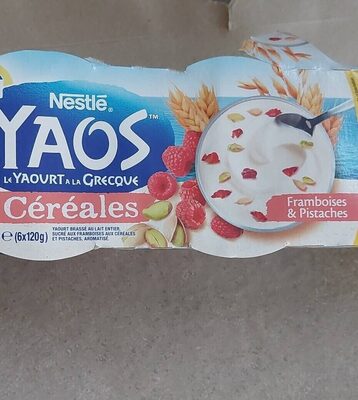 Nestlé®
YAOS™
LE YAOURT A LA GRECQUE
Céréales
Framboises
& Pistaches
℮ (6x120g)
YAOURT BRASSÉ AU LAIT ENTIER,
SUCRÉ AUX FRAMBOISES AUX CÉRÉALES
ET PISTACHES, AROMATISÉ.